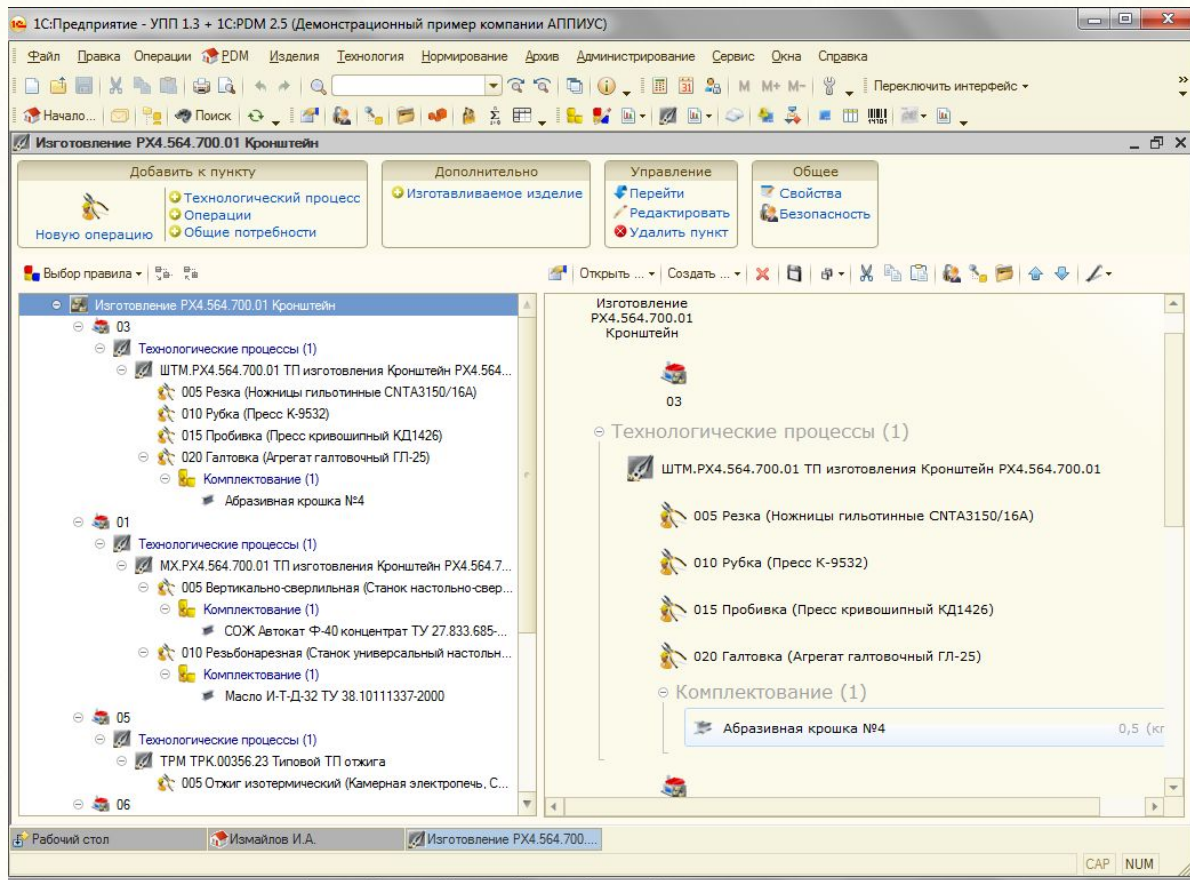 1С:Предприятие - УПП 1.3 + 1С:PDM 2.5 (Демонстрационный пример компании АППИУС)
Файл Правка Операции PDM Изделия Технология Нормирование Архив Администрирование Сервис Окна Справка
M M+ M- Переключить интерфейс
Начало... Поиск
Изготовление РХ4.564.700.01 Кронштейн
Добавить к пункту
Новую операцию
Технологический процесс
Операции
Общие потребности
Дополнительно
Изготавливаемое изделие
Управление
Перейти
Редактировать
Удалить пункт
Общее
Свойства
Безопасность
Выбор правила
Открыть ... Создать ...
Изготовление РХ4.564.700.01 Кронштейн
03
Технологические процессы (1)
ШТМ.РХ4.564.700.01 ТП изготовления Кронштейн РХ4.564...
005 Резка (Ножницы гильотинные CNTA3150/16A)
010 Рубка (Пресс К-9532)
015 Пробивка (Пресс кривошипный КД1426)
020 Галтовка (Агрегат галтовочный ГЛ-25)
Комплектование (1)
Абразивная крошка №4
01
Технологические процессы (1)
МХ.РХ4.564.700.01 ТП изготовления Кронштейн РХ4.564.7...
005 Вертикально-сверлильная (Станок настольно-свер...
Комплектование (1)
СОЖ Автокат Ф-40 концентрат ТУ 27.833.685-...
010 Резьбонарезная (Станок универсальный настольн...
Комплектование (1)
Масло И-Т-Д-32 ТУ 38.10111337-2000
05
Технологические процессы (1)
ТРМ ТРК.00356.23 Типовой ТП отжига
005 Отжиг изотермический (Камерная электропечь, С...
06
Изготовление
РХ4.564.700.01
Кронштейн
03
Технологические процессы (1)
ШТМ.РХ4.564.700.01 ТП изготовления Кронштейн РХ4.564.700.01
005 Резка (Ножницы гильотинные CNTA3150/16A)
010 Рубка (Пресс К-9532)
015 Пробивка (Пресс кривошипный КД1426)
020 Галтовка (Агрегат галтовочный ГЛ-25)
Комплектование (1)
Абразивная крошка №4 0,5 (кг
Рабочий стол Измайлов И.А. Изготовление РХ4.564.700....
CAP NUM